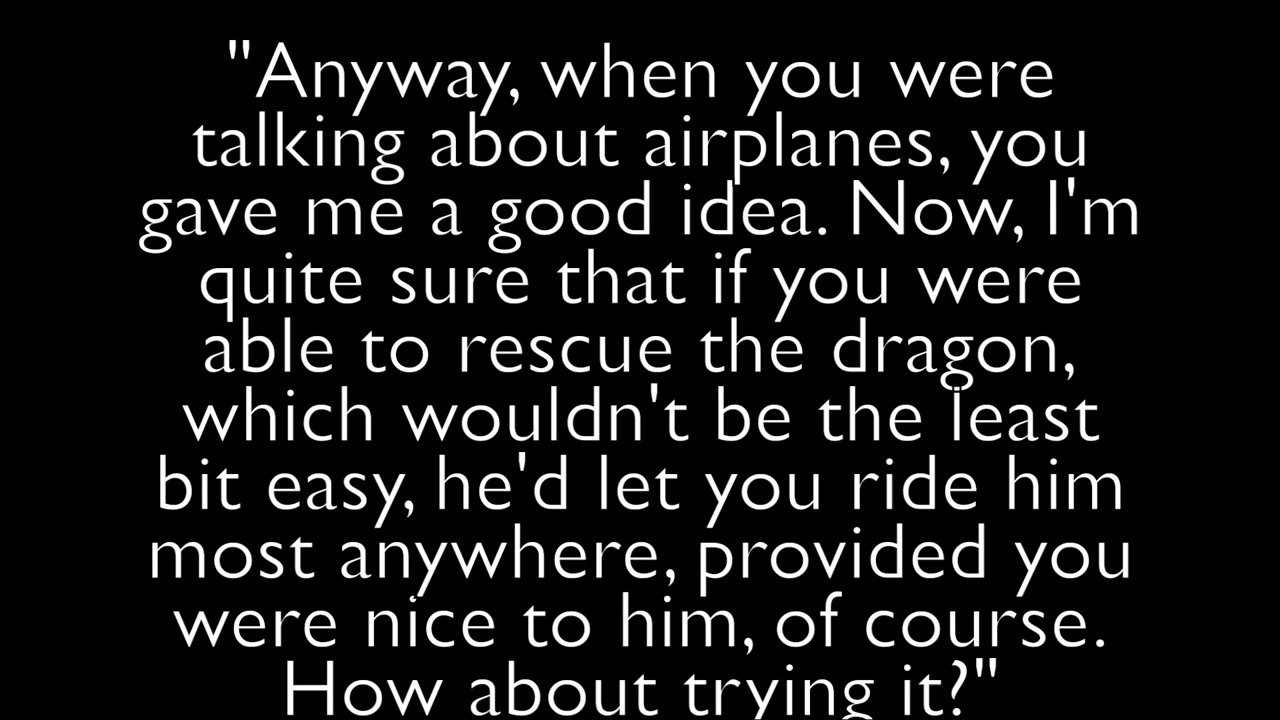 "Anyway, when you were
talking about airplanes, you
gave me a good idea. Now, I'm
quite sure that if you were
able to rescue the dragon,
which wouldn't be the least
bit easy, he'd let you ride him
most anywhere, provided you
were nice to him, of course.
How about trying it?"